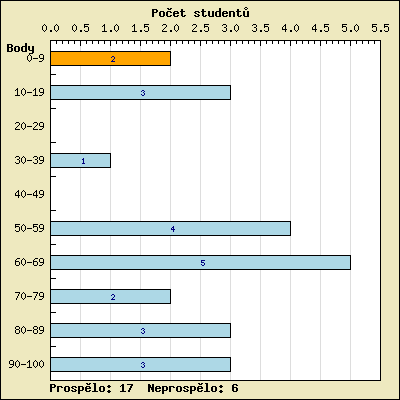 Počet studentů
0.0 0.5 1.0 1.5 2.0 2.5 3.0 3.5 4.0 4.5 5.0 5.5
Body
0-9 2
10-19 3
20-29
30-39 1
40-49
50-59 4
60-69 5
70-79 2
80-89 3
90-100 3
Prospělo: 17 Neprospělo: 6